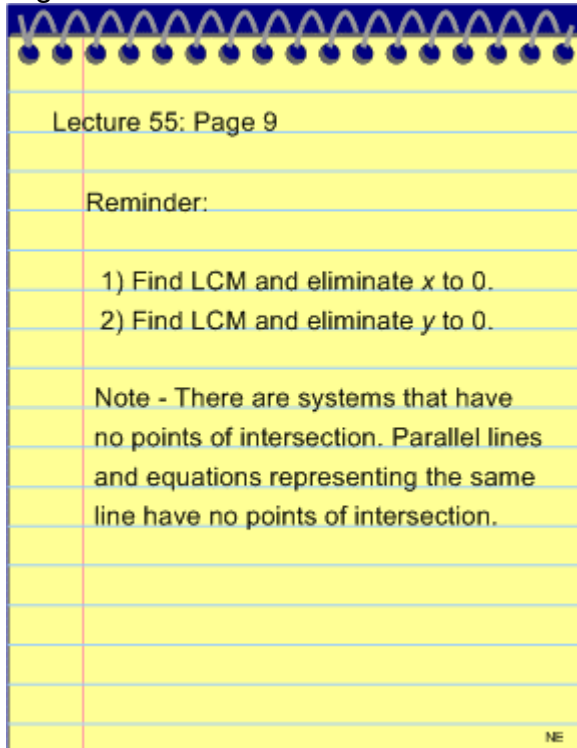 Lecture 55: Page 9
Reminder:
1) Find LCM and eliminate x to 0.
2) Find LCM and eliminate y to 0.
Note - There are systems that have
no points of intersection. Parallel lines
and equations representing the same
line have no points of intersection.
NE